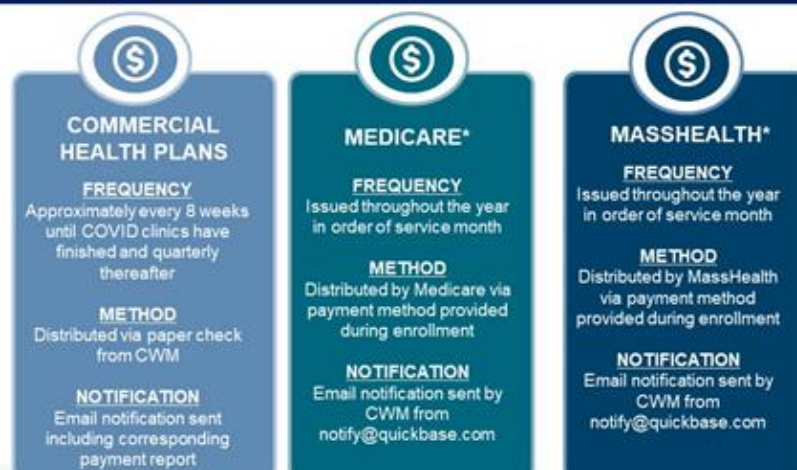 COMMERCIAL
HEALTH PLANS
FREQUENCY
Approximately every 8 weeks
until COVID clinics have
finished and quarterly
thereafter
METHOD
Distributed via paper check
from CWM
NOTIFICATION
Email notification sent
including corresponding
payment report
MEDICARE*
FREQUENCY
Issued throughout the year
in order of service month
METHOD
Distributed by Medicare via
payment method provided
during enrollment
NOTIFICATION
Email notification sent by
CWM from
notify@quickbase.com
MASSHEALTH*
FREQUENCY
Issued throughout the year
in order of service month
METHOD
Distributed by MassHealth
via payment method
provided during enrollment
NOTIFICATION
Email notification sent by
CWM from
notify@quickbase.com